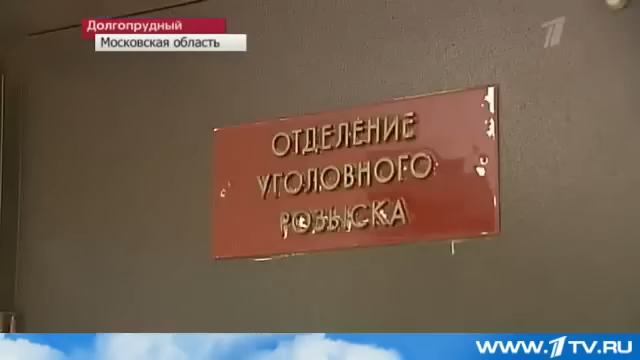 Долгопрудный
Московская область
ОТДЕЛЕНИЕ
УГОЛОВНОГО
РОЗЫСКА
WWW.1TV.RU